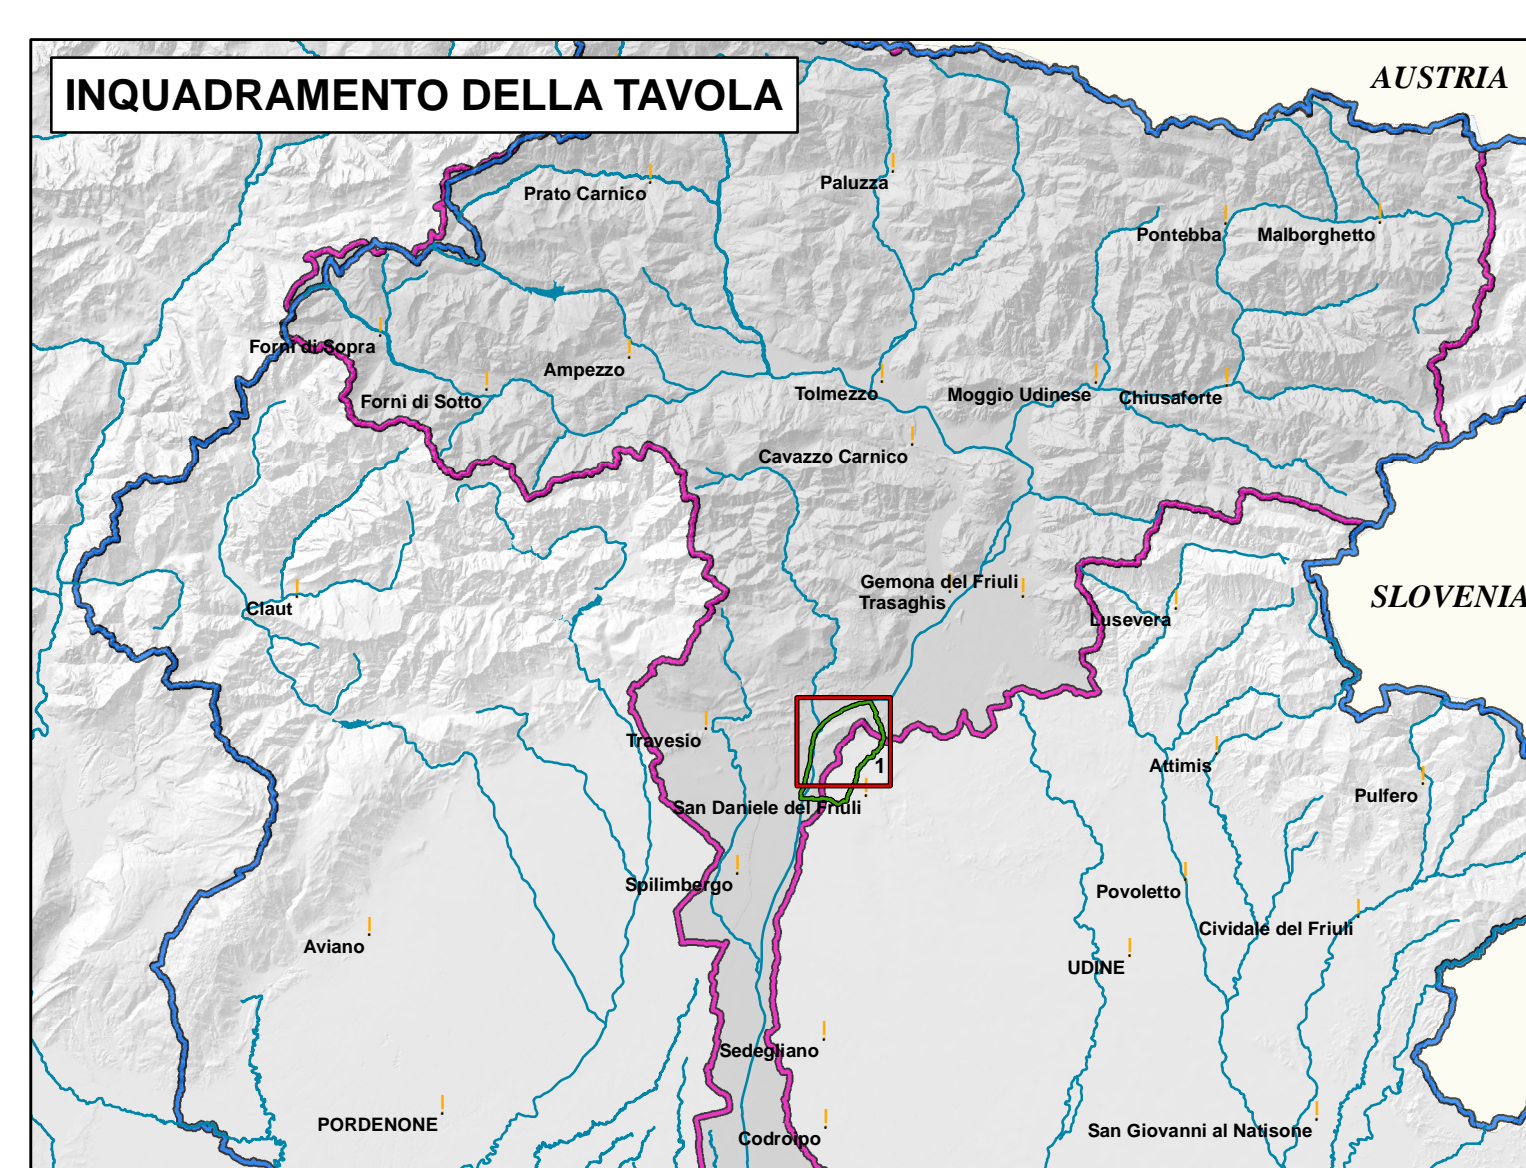 INQUADRAMENTO DELLA TAVOLA
AUSTRIA
Prato Carnico
Paluzza
Pontebba
Malborghetto
Forni di Sopra
Ampezzo
Forni di Sotto
Tolmezzo
Moggio Udinese
Chiusaforte
Cavazzo Carnico
Gemona del Friuli
Trasaghis
SLOVENIA
Claut
Lusevera
Travesio
1
Attimis
San Daniele del Friuli
Pulfero
Spilimbergo
Povoletto
Cividale del Friuli
Aviano
UDINE
Sedegliano
PORDENONE
Codroipo
San Giovanni al Natisone